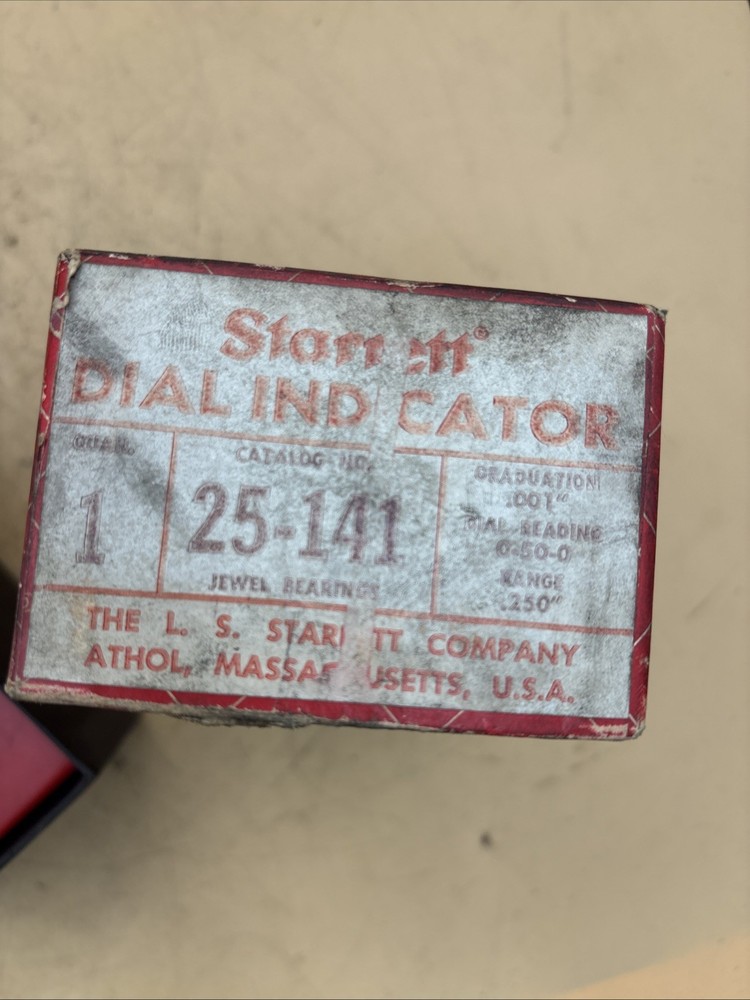 Starrett®
DIAL INDICATOR
QUAN.
1
CATALOG NO.
25-141
JEWEL BEARINGS
GRADUATION
.001"
DIAL READING
0-50-0
RANGE
.250"
THE L. S. STARRETT COMPANY
ATHOL, MASSACHUSETTS, U.S.A.